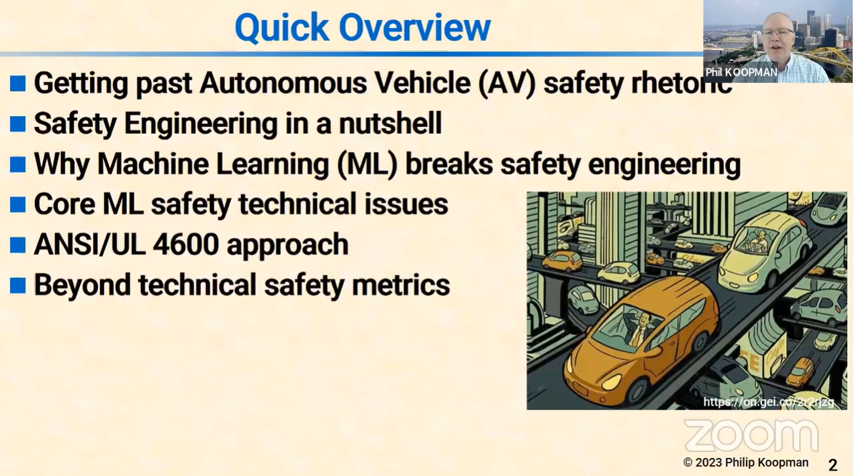 Quick Overview
Phil KOOPMAN
Getting past Autonomous Vehicle (AV) safety rhetoric
Safety Engineering in a nutshell
Why Machine Learning (ML) breaks safety engineering
Core ML safety technical issues
ANSI/UL 4600 approach
Beyond technical safety metrics
zoom
© 2023 Philip Koopman
2